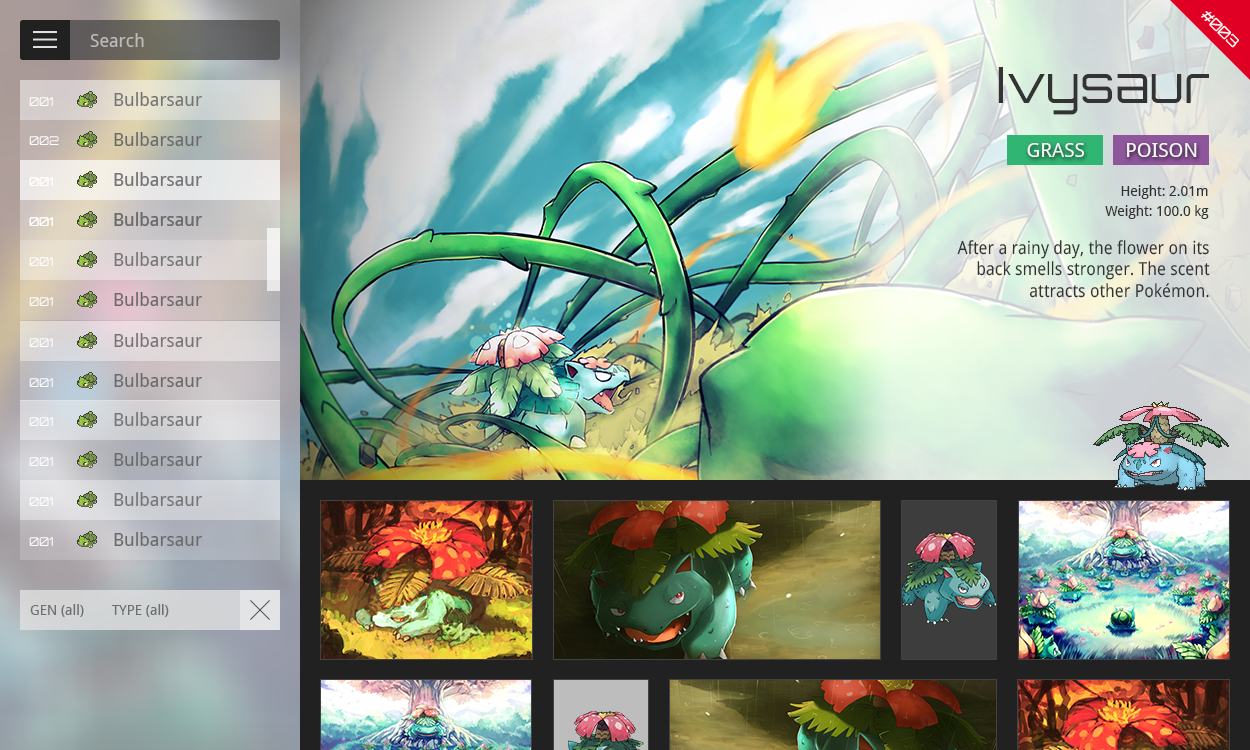 Search
001 Bulbarsaur
002 Bulbarsaur
001 Bulbarsaur
001 Bulbarsaur
001 Bulbarsaur
001 Bulbarsaur
001 Bulbarsaur
001 Bulbarsaur
001 Bulbarsaur
001 Bulbarsaur
001 Bulbarsaur
001 Bulbarsaur
GEN (all) TYPE (all)
#003
Ivysaur
GRASS POISON
Height: 2.01m
Weight: 100.0 kg
After a rainy day, the flower on its
back smells stronger. The scent
attracts other Pokémon.